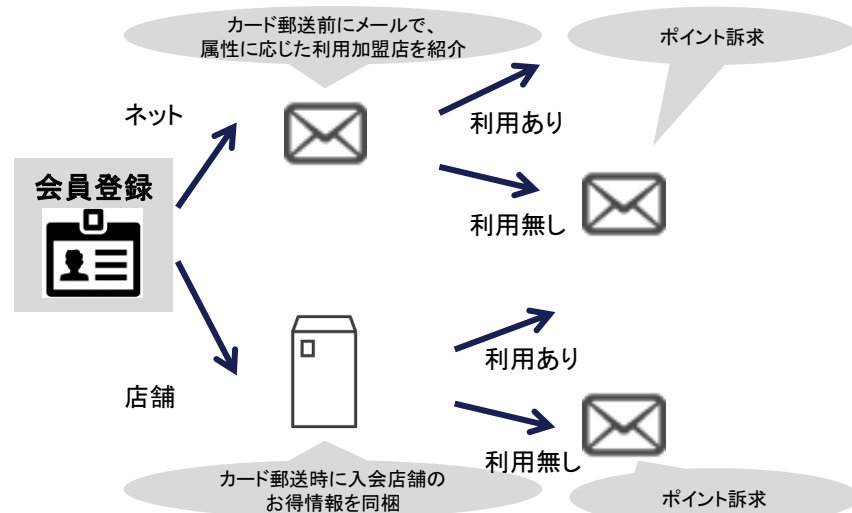 カード郵送前にメールで、
属性に応じた利用加盟店を紹介
ポイント訴求
ネット
利用あり
会員登録
利用無し
利用あり
店舗
利用無し
カード郵送時に入会店舗の
お得情報を同梱
ポイント訴求